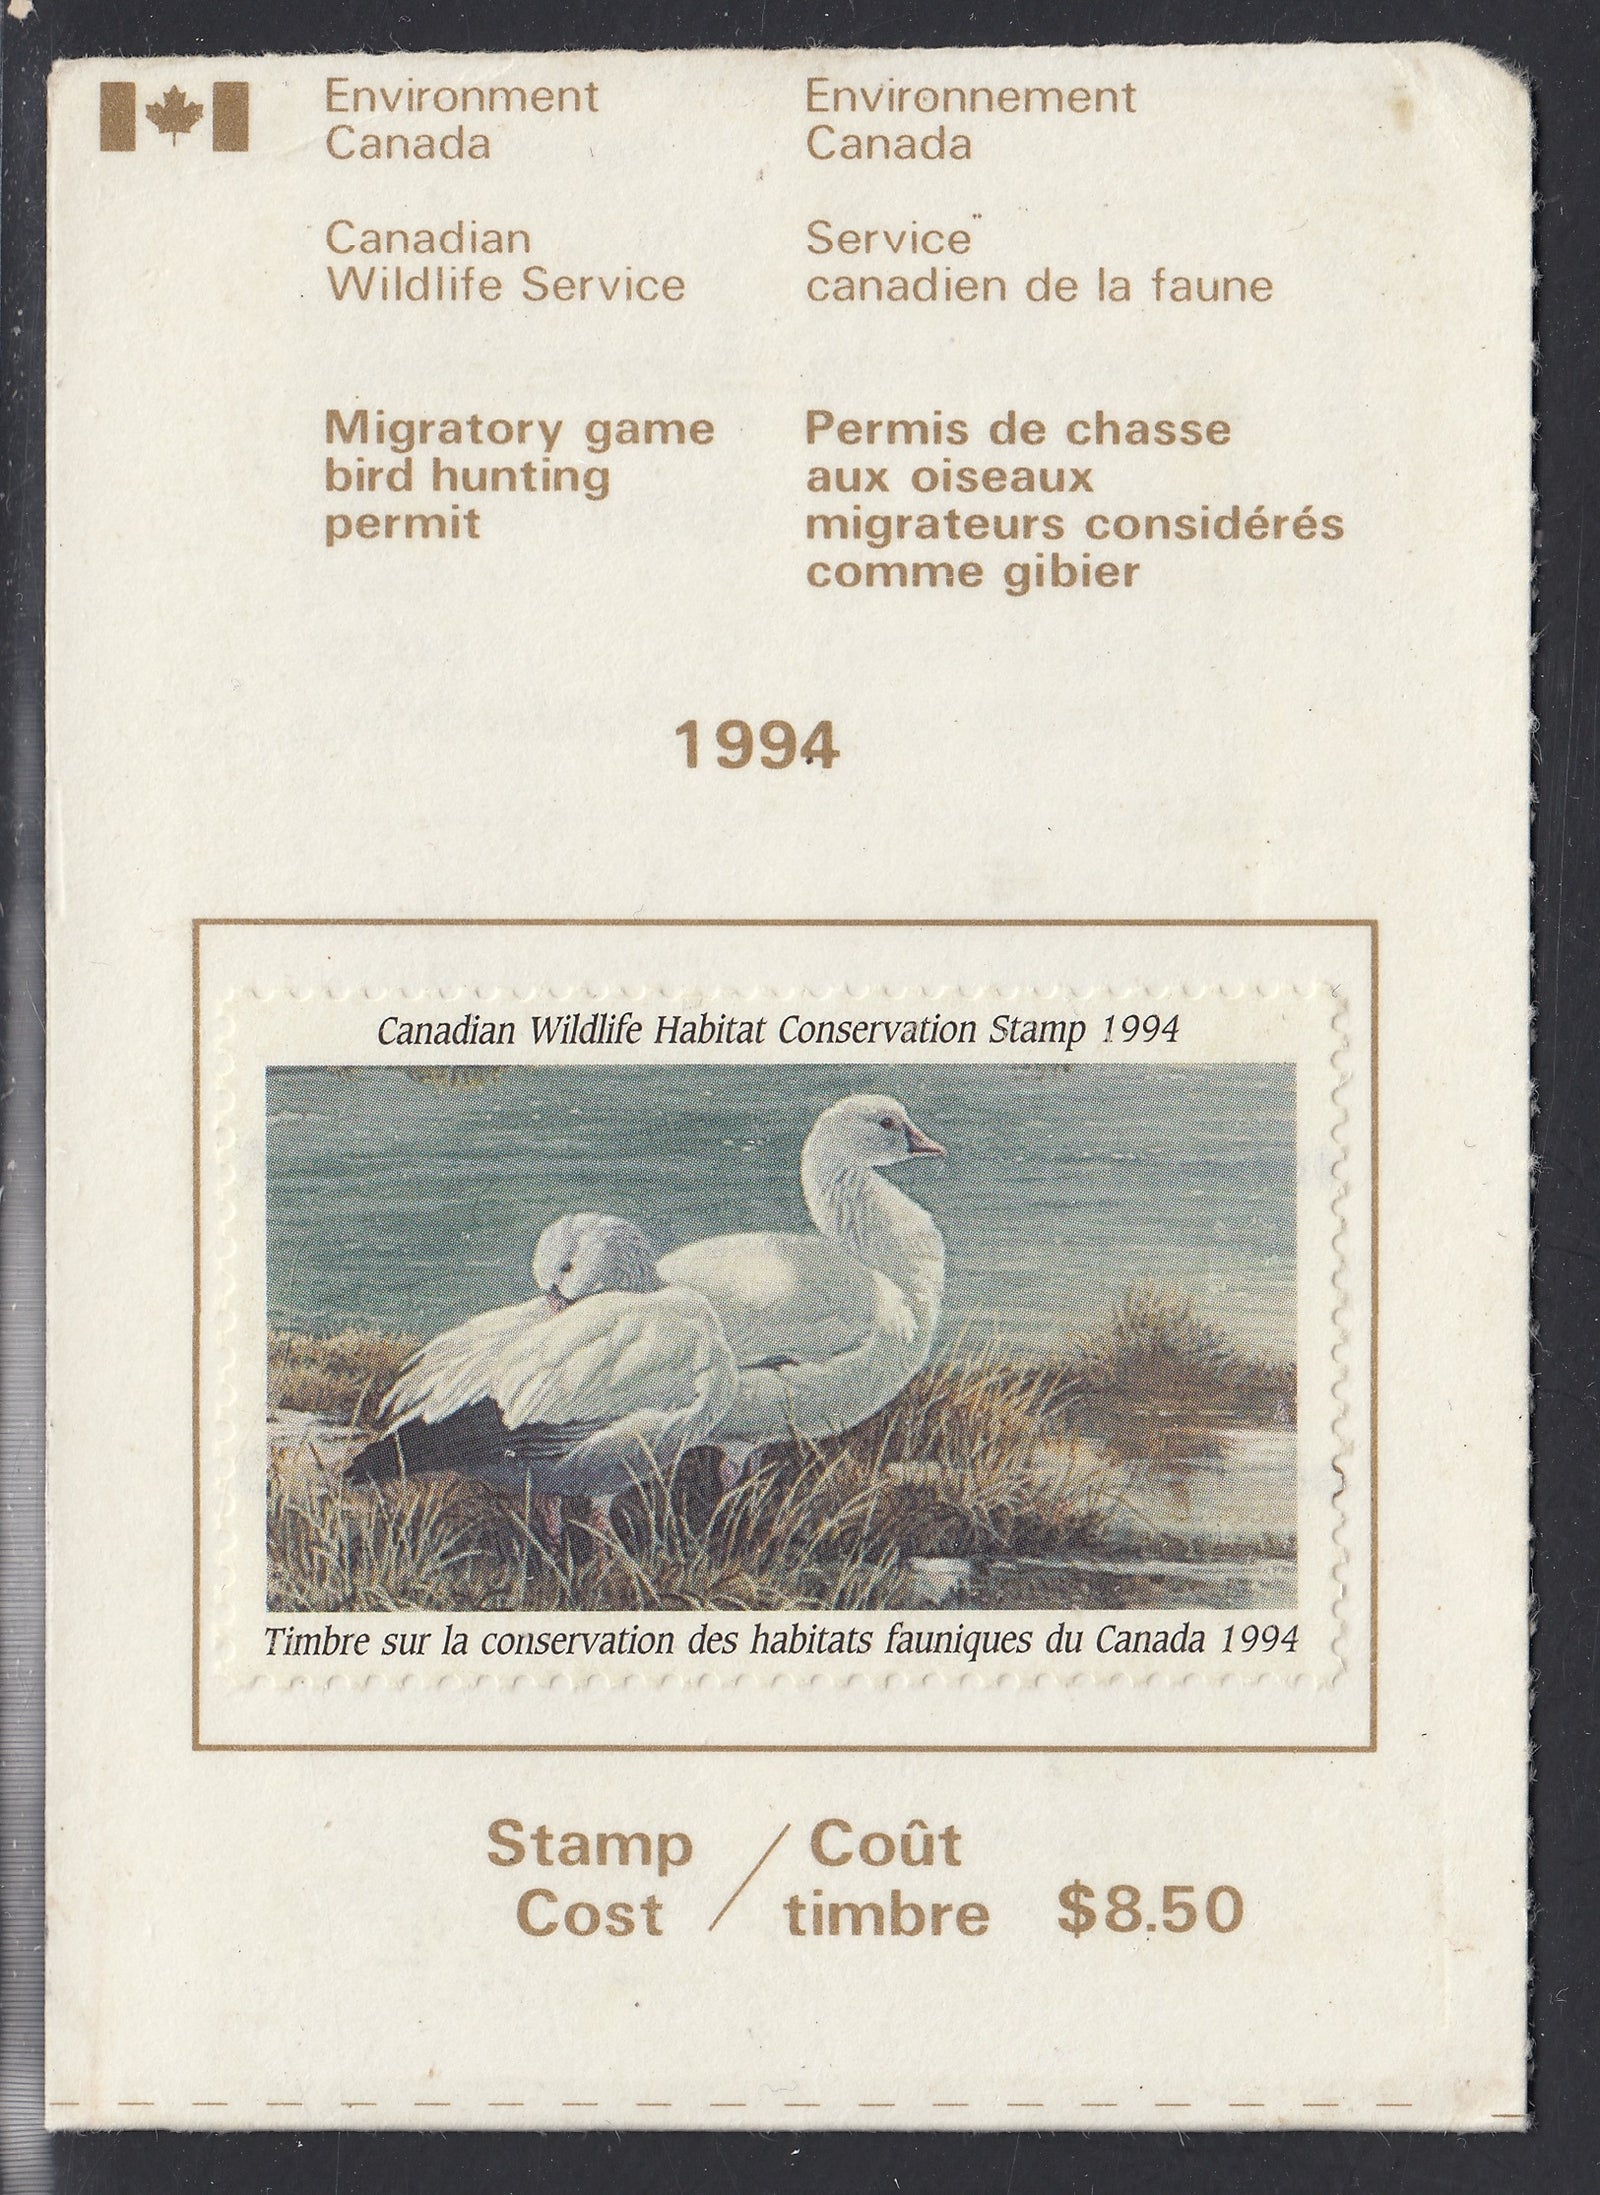 Environment
Canada
Environnement
Canada
Canadian
Wildlife Service
Service
canadien de la faune
Migratory game
bird hunting
permit
Permis de chasse
aux oiseaux
migrateurs considérés
comme gibier
1994
Canadian Wildlife Habitat Conservation Stamp 1994
Timbre sur la conservation des habitats fauniques du Canada 1994
Stamp / Coût
Cost / timbre $8.50